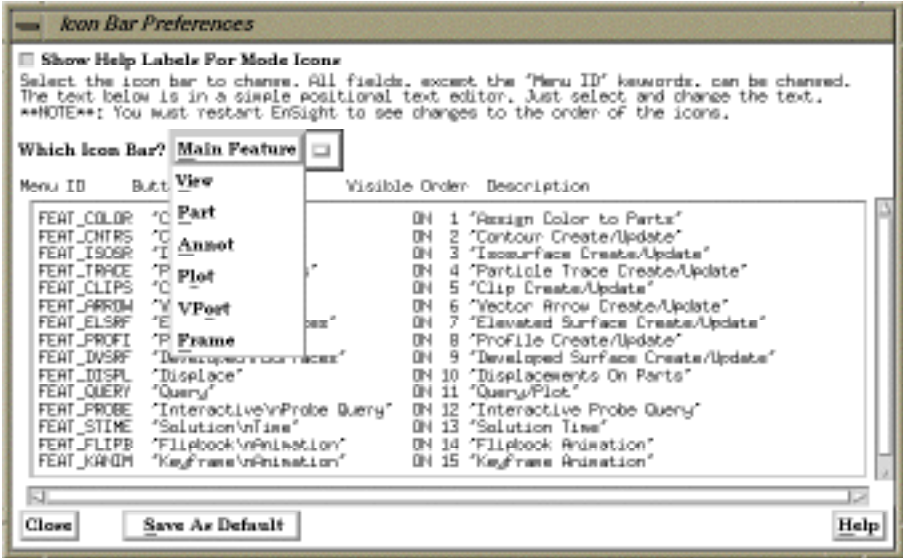 Icon Bar Preferences
Show Help Labels For Mode Icons
Select the icon bar to change. All fields, except the "Menu ID" keywords, can be changed.
The text below is in a simple positional text editor. Just select and change the text.
**NOTE**: You must restart EnSight to see changes to the order of the icons.
Which Icon Bar? Main Feature
View
Part
Annot
Plot
VPort
Frame
Menu ID Butt Visible Order Description
FEAT_COLOR "C ON 1 "Assign Color to Parts"
FEAT_CNTRS "C ON 2 "Contour Create/Update"
FEAT_ISOSR "I ON 3 "Isosurface Create/Update"
FEAT_TRACE "P s" ON 4 "Particle Trace Create/Update"
FEAT_CLIPS "C ON 5 "Clip Create/Update"
FEAT_ARROW "V ON 6 "Vector Arrow Create/Update"
FEAT_ELSRF "E ces" ON 7 "Elevated Surface Create/Update"
FEAT_PROFI "P ON 8 "Profile Create/Update"
FEAT_DVSRF "Developed\nSurfaces" ON 9 "Developed Surface Create/Update"
FEAT_DISPL "Displace" ON 10 "Displacements On Parts"
FEAT_QUERY "Query" ON 11 "Query/Plot"
FEAT_PROBE "Interactive\nProbe Query" ON 12 "Interactive Probe Query"
FEAT_STIME "Solution\nTime" ON 13 "Solution Time"
FEAT_FLIPB "Flipbook\nAnimation" ON 14 "Flipbook Animation"
FEAT_KANIM "Keyframe\nAnimation" ON 15 "Keyframe Animation"
Close Save As Default Help